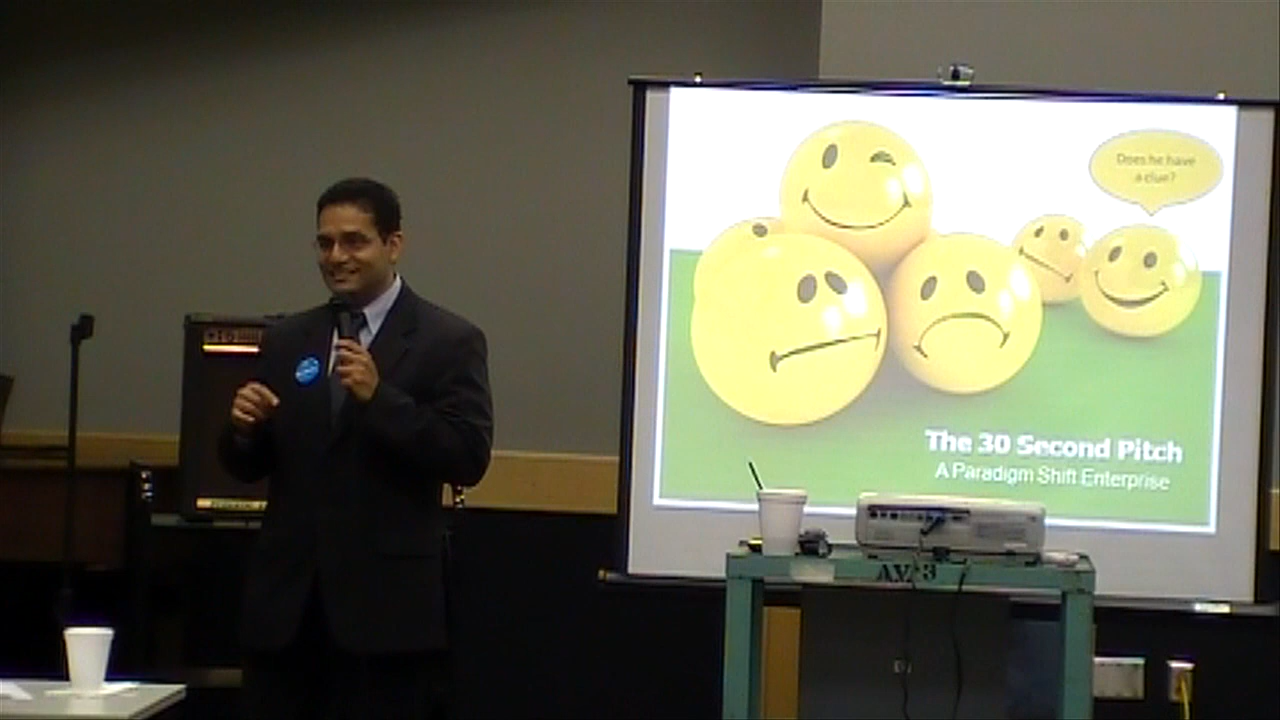 Does he have
a clue?
The 30 Second Pitch
A Paradigm Shift Enterprise
AV-3